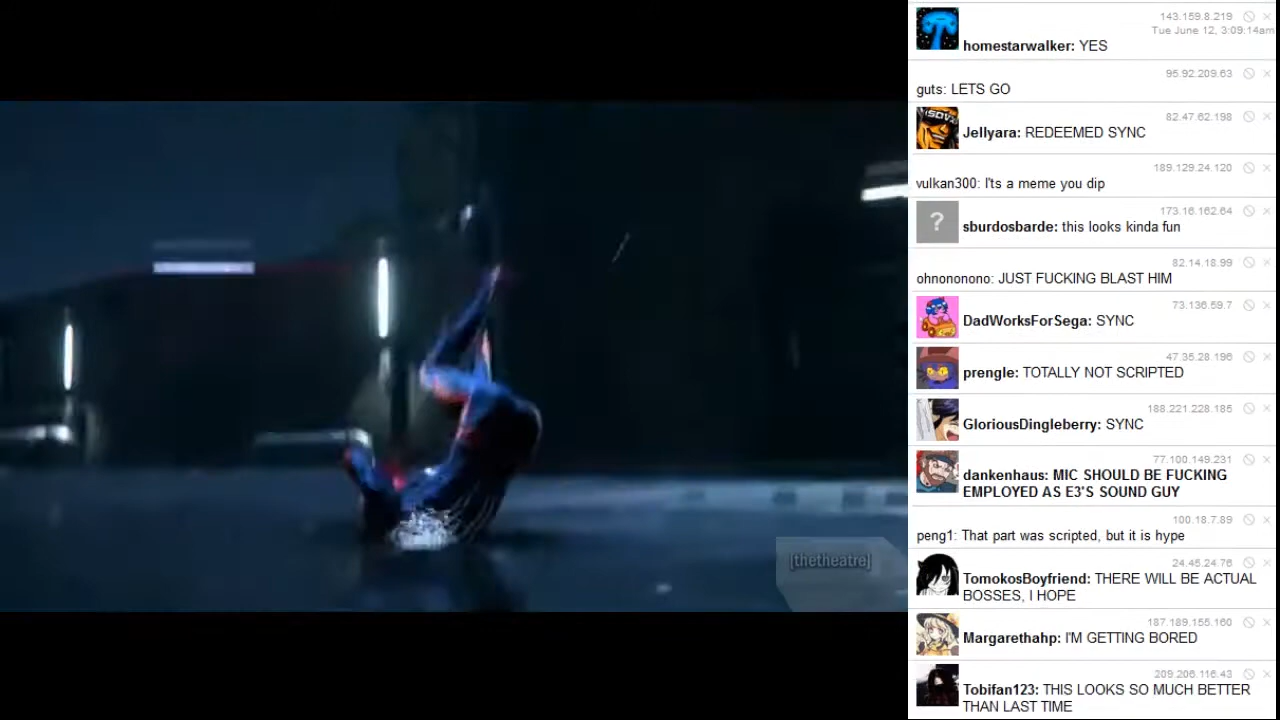 143.159.8.219
Tue June 12, 3:09:14am
homestarwalker: YES
95.92.209.63
guts: LETS GO
82.47.62.198
Jellyara: REDEEMED SYNC
189.129.24.120
vulkan300: I'ts a meme you dip
173.16.162.64
sburdosbarde: this looks kinda fun
82.14.18.99
ohnononono: JUST FUCKING BLAST HIM
73.136.59.7
DadWorksForSega: SYNC
47.35.28.196
prengle: TOTALLY NOT SCRIPTED
188.221.228.185
GloriousDingleberry: SYNC
77.100.149.231
dankenhaus: MIC SHOULD BE FUCKING
EMPLOYED AS E3'S SOUND GUY
100.18.7.89
peng1: That part was scripted, but it is hype
24.45.24.76
TomokosBoyfriend: THERE WILL BE ACTUAL
BOSSES, I HOPE
187.189.155.160
Margarethahp: I'M GETTING BORED
209.206.116.43
Tobifan123: THIS LOOKS SO MUCH BETTER
THAN LAST TIME
[thetheatre]